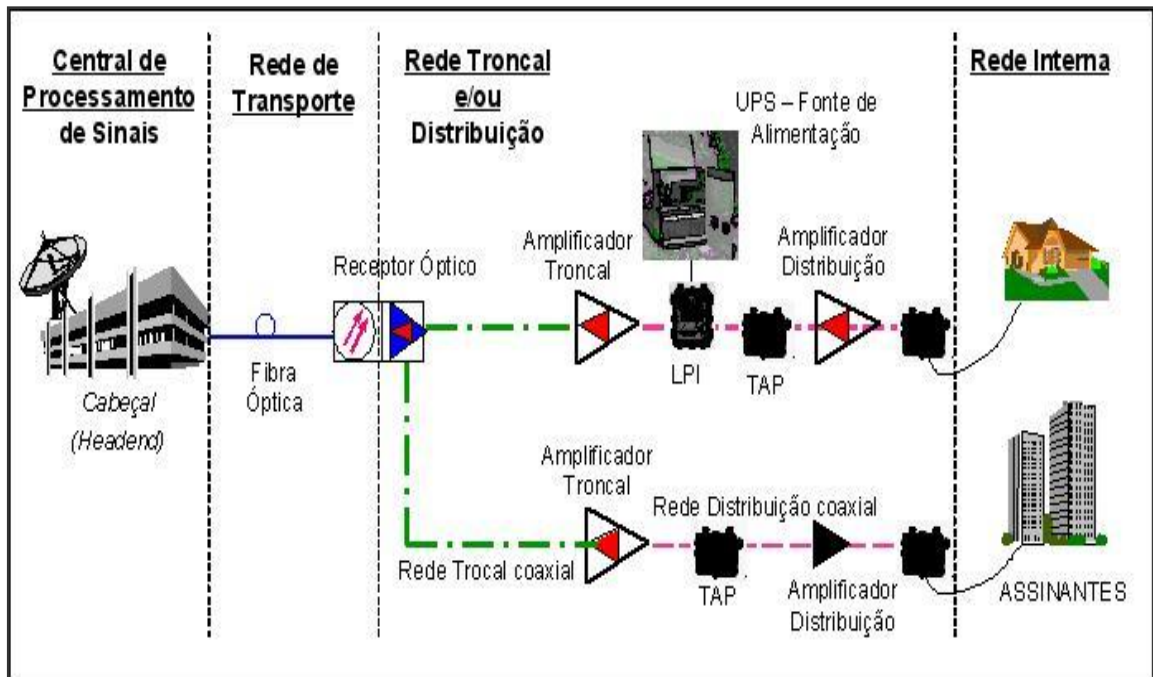 Central de
Processamento
de Sinais
Rede de
Transporte
Rede Troncal
e/ou
Distribuição
Rede Interna
UPS – Fonte de
Alimentação
Receptor Óptico
Amplificador
Troncal
Amplificador
Distribuição
LPI
TAP
Fibra
Óptica
Cabeçal
(Headend)
Amplificador
Troncal
Rede Distribuição coaxial
Rede Trocal coaxial
TAP
Amplificador
Distribuição
ASSINANTES